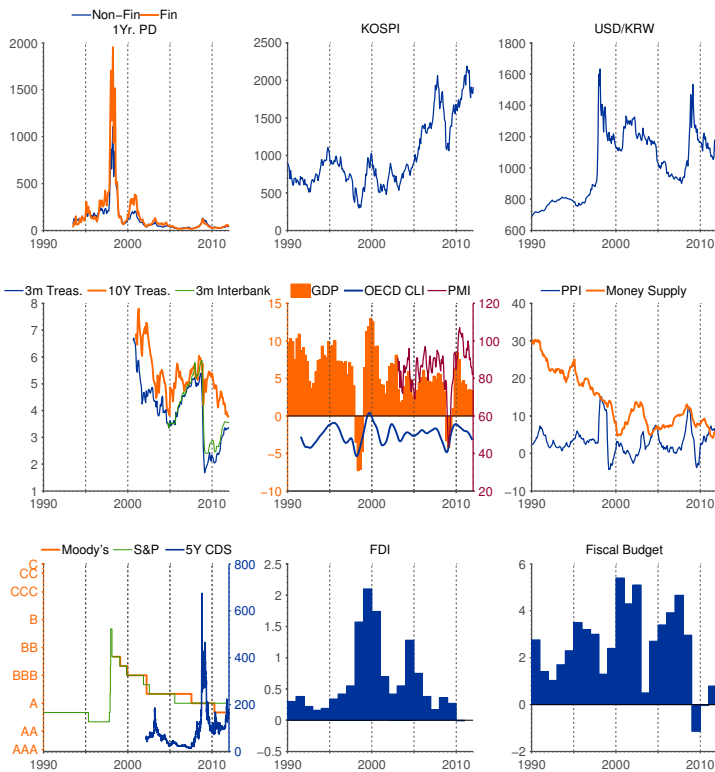 Non−Fin Fin
1Yr. PD
2000
1500
1000
500
0
1990 2000 2010
KOSPI
2500
2000
1500
1000
500
0
1990 2000 2010
USD/KRW
1800
1600
1400
1200
1000
800
600
1990 2000 2010
3m Treas. 10Y Treas. 3m Interbank
8
7
6
5
4
3
2
1
1990 2000 2010
GDP OECD CLI PMI
15 120
10 100
5 80
0 60
−5 40
−10 20
1990 2000 2010
PPI Money Supply
40
30
20
10
0
−10
1990 2000 2010
Moody's S&P 5Y CDS
C 800
CC
CCC
B 600
BB
BBB 400
A 200
AA
AAA 0
1990 2000 2010
FDI
2.5
2
1.5
1
0.5
0
−0.5
1990 2000 2010
Fiscal Budget
6
4
2
0
−2
1990 2000 2010